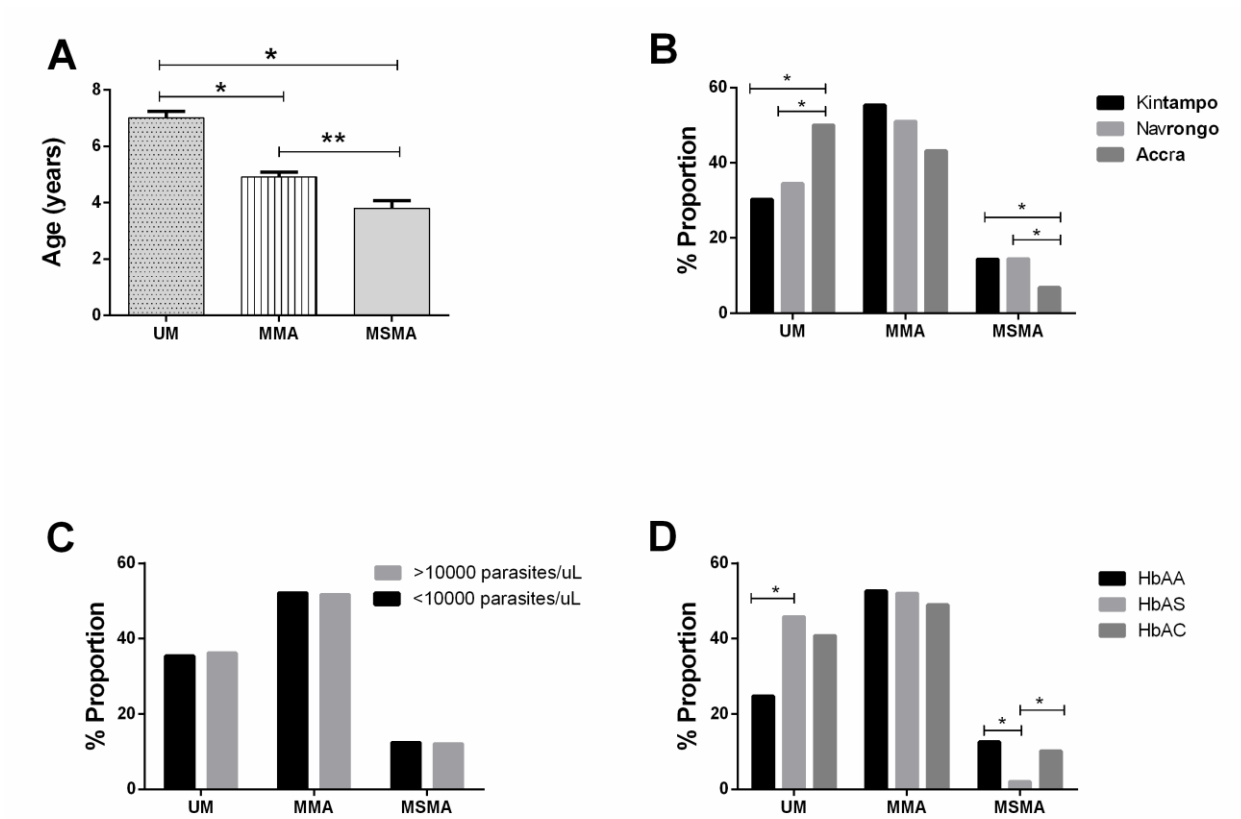 A
*
*
**
8
6
4
2
0
Age (years)
UM MMA MSMA
B
* *
* *
60
40
20
0
% Proportion
UM MMA MSMA
Kintampo
Navrongo
Accra
C
60
40
20
0
% Proportion
UM MMA MSMA
>10000 parasites/uL
<10000 parasites/uL
D
*
* *
60
40
20
0
% Proportion
UM MMA MSMA
HbAA
HbAS
HbAC